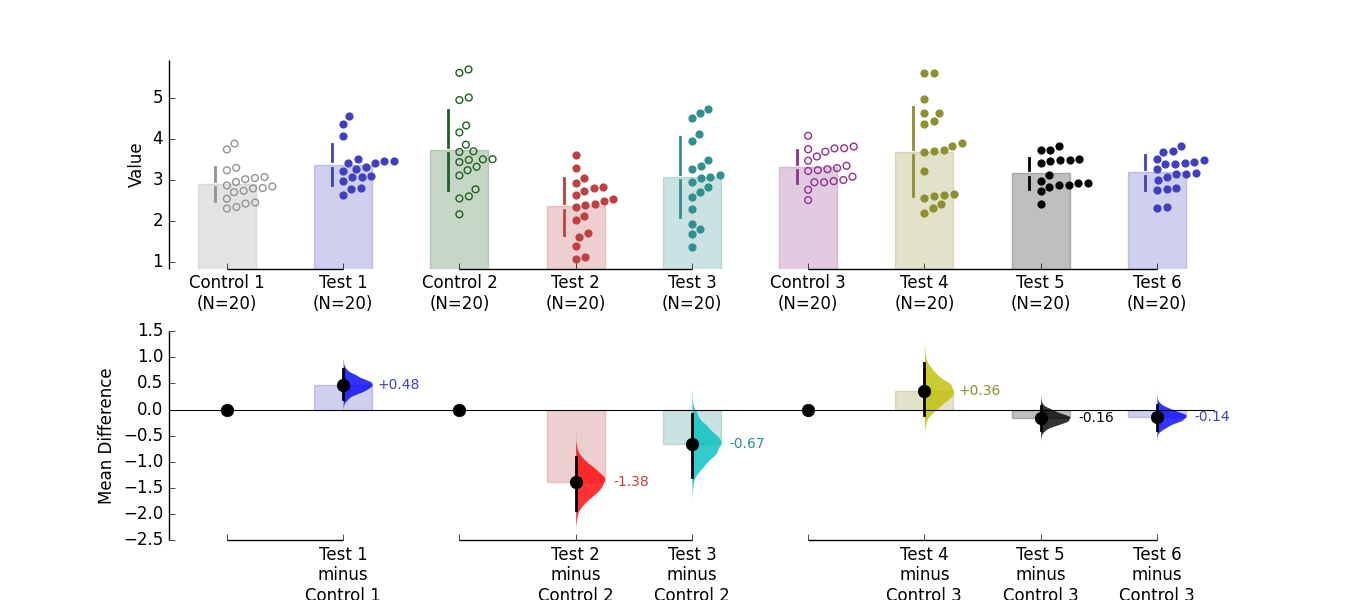 Value
5
4
3
2
1
Control 1 Test 1 Control 2 Test 2 Test 3 Control 3 Test 4 Test 5 Test 6
(N=20) (N=20) (N=20) (N=20) (N=20) (N=20) (N=20) (N=20) (N=20)
Mean Difference
1.5
1.0
0.5
0.0
−0.5
−1.0
−1.5
−2.0
−2.5
+0.48
-1.38
-0.67
+0.36
-0.16
-0.14
Test 1 Test 2 Test 3 Test 4 Test 5 Test 6
minus minus minus minus minus minus
Control 1 Control 2 Control 2 Control 3 Control 3 Control 3